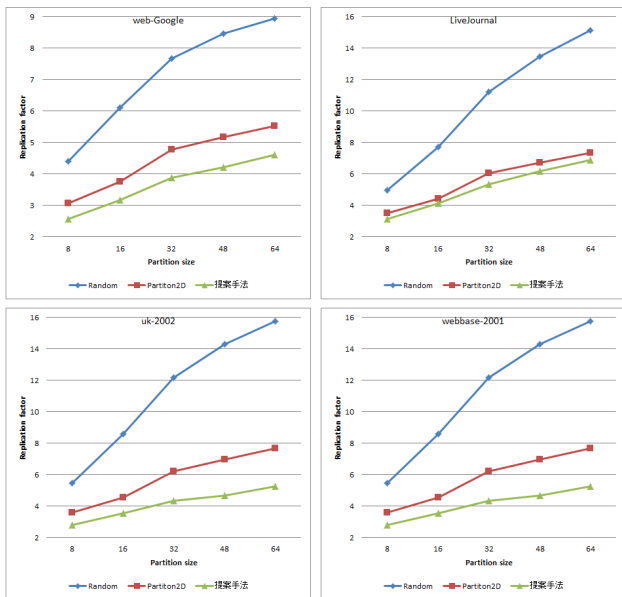 web-Google
9
8
7
6
5
4
3
2
Replication factor
8 16 32 48 64
Partition size
Random Partiton2D 提案手法
LiveJournal
16
14
12
10
8
6
4
2
Replication factor
8 16 32 48 64
Partition size
Random Partiton2D 提案手法
uk-2002
16
14
12
10
8
6
4
2
Replication factor
8 16 32 48 64
Partition size
Random Partition2D 提案手法
webbase-2001
16
14
12
10
8
6
4
2
Replication factor
8 16 32 48 64
Partition size
Random Partition2D 提案手法